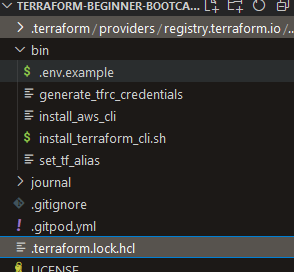 TERRAFORM-BEGINNER-BOOTCA...
.terraform/providers/registry.terraform.io/...
bin
.env.example
generate_tfrc_credentials
install_aws_cli
install_terraform_cli.sh
set_tf_alias
journal
.gitignore
.gitpod.yml
.terraform.lock.hcl
LICENSE